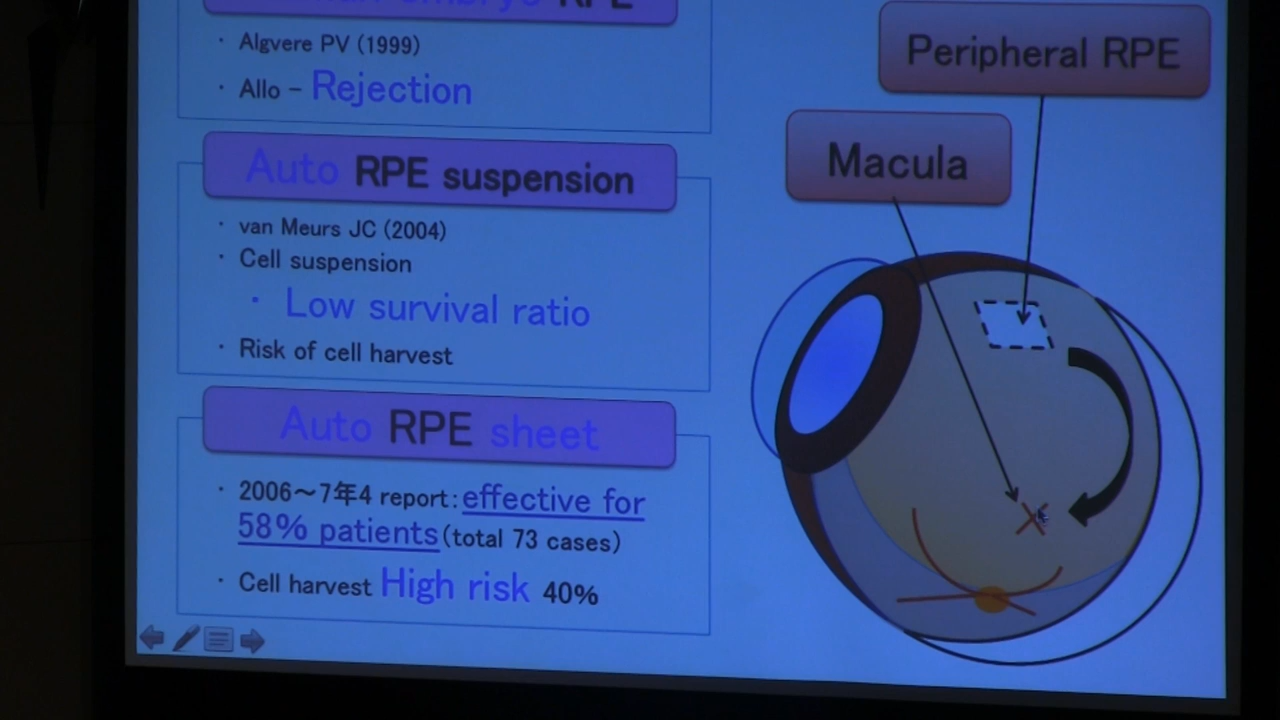 embryo RPE
· Algvere PV (1999)
· Allo – Rejection
Auto RPE suspension
· van Meurs JC (2004)
· Cell suspension
· Low survival ratio
· Risk of cell harvest
Auto RPE sheet
· 2006～7年4 report：effective for
58% patients (total 73 cases)
· Cell harvest High risk 40%
Peripheral RPE
Macula